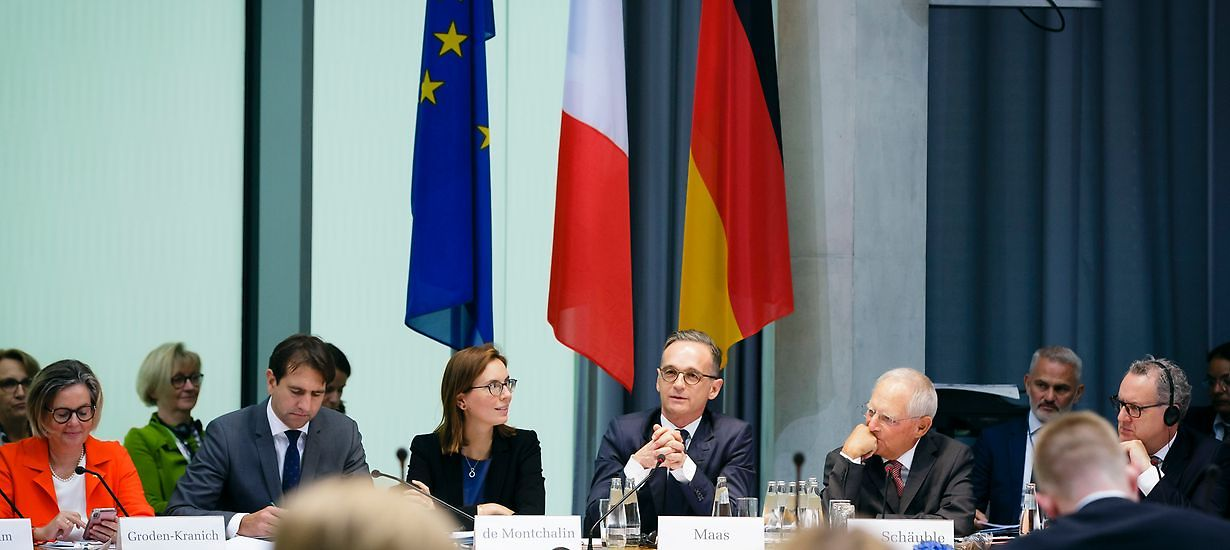 Groden-Kranich
de Montchalin
Maas
Schäuble